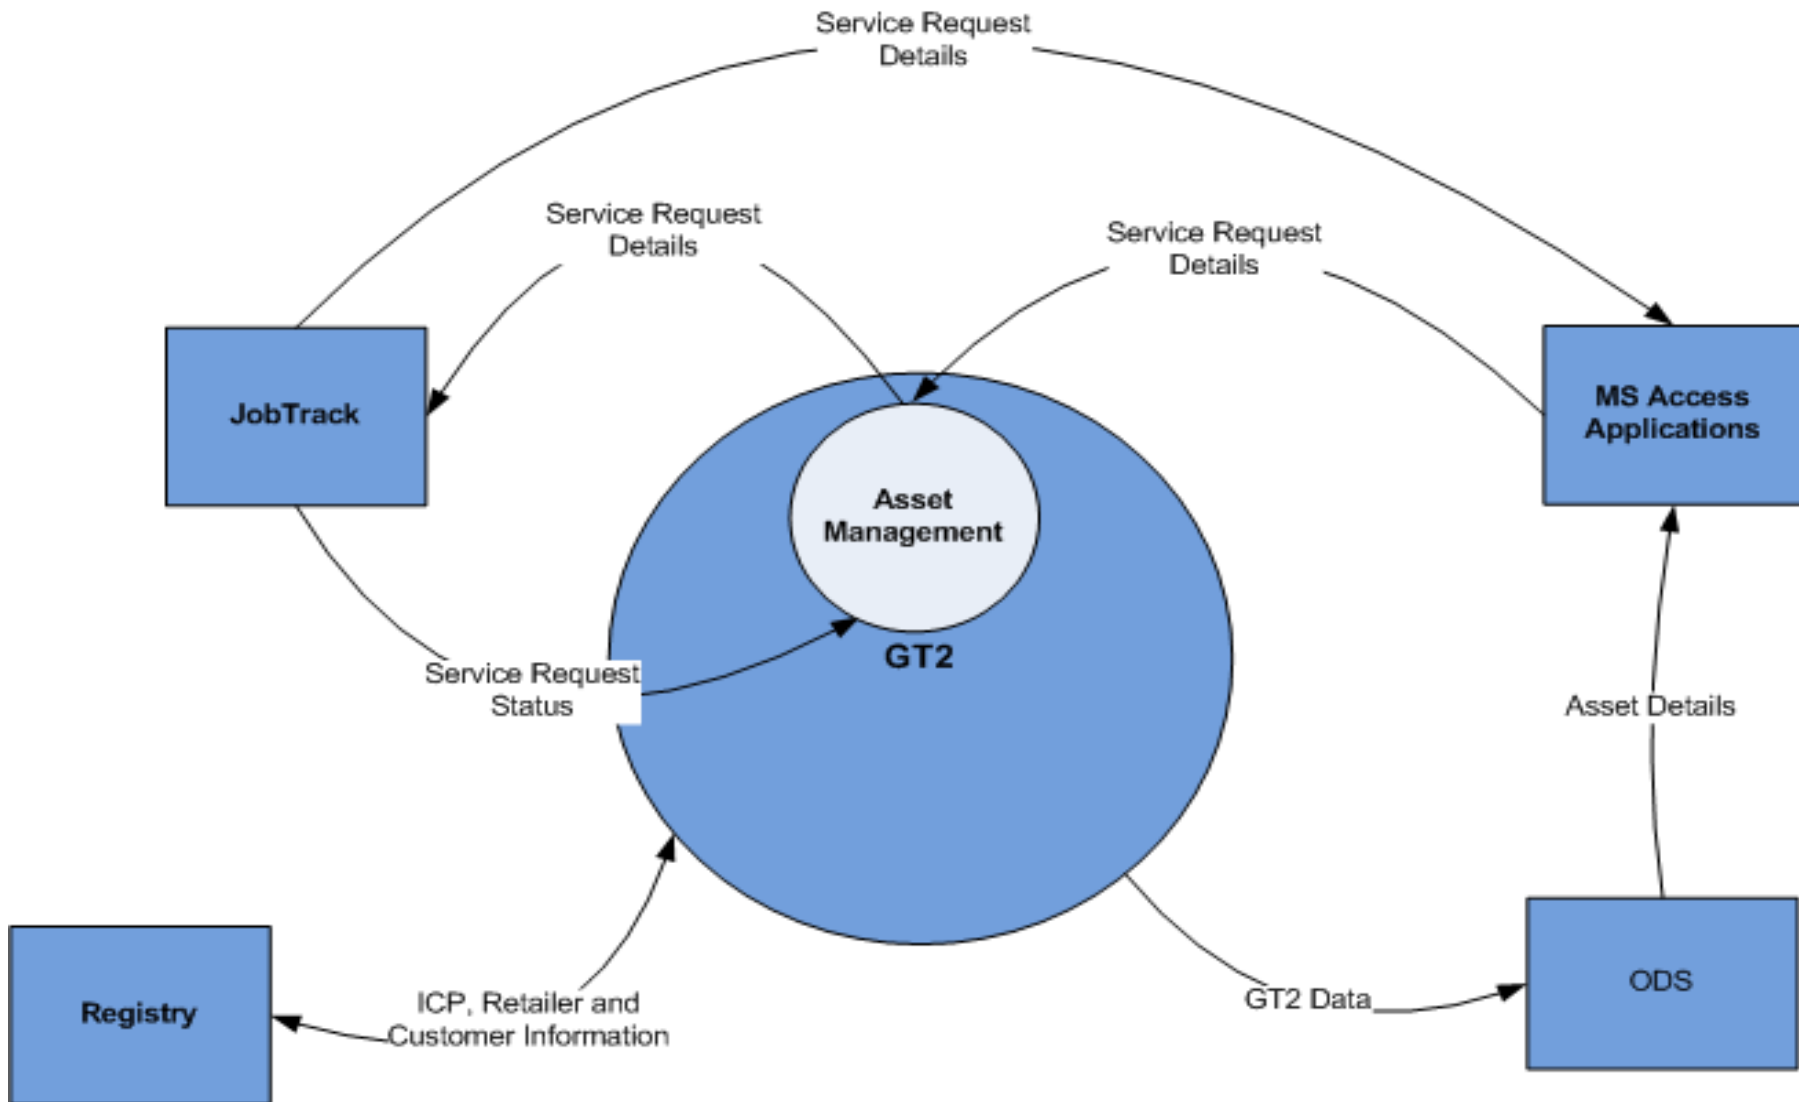 Service Request
Details
Service Request
Details
Service Request
Details
JobTrack
MS Access
Applications
Asset
Management
GT2
Service Request
Status
Asset Details
ICP, Retailer and
Customer Information
Registry
GT2 Data
ODS